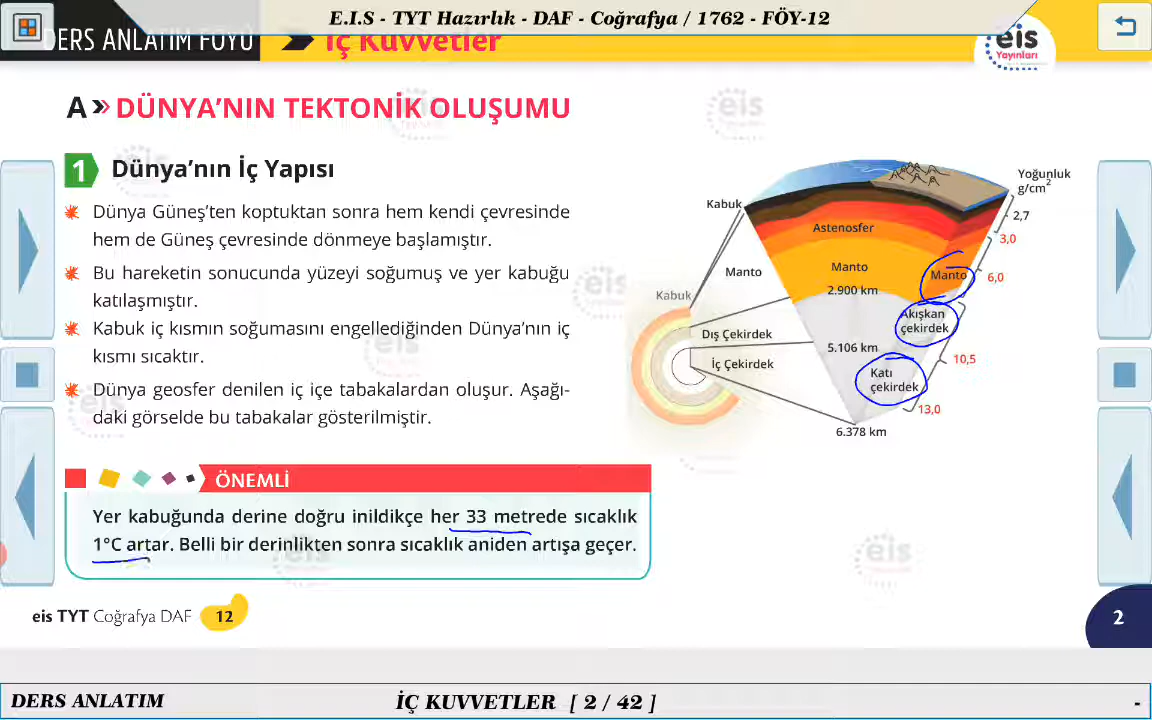 E.I.S - TYT Hazırlık - DAF - Coğrafya / 1762 - FÖY-12
DERS ANLATIM FÖYÜ
İç Kuvvetler
eis
Yayınları
A
DÜNYA’NIN TEKTONİK OLUŞUMU
1
Dünya’nın İç Yapısı
Dünya Güneş’ten koptuktan sonra hem kendi çevresinde
hem de Güneş çevresinde dönmeye başlamıştır.
Bu hareketin sonucunda yüzeyi soğumuş ve yer kabuğu
katılaşmıştır.
Kabuk iç kısmın soğumasını engellediğinden Dünya’nın iç
kısmı sıcaktır.
Dünya geosfer denilen iç içe tabakalardan oluşur. Aşağı-
daki görselde bu tabakalar gösterilmiştir.
Yoğunluk
g/cm2
Kabuk
2,7
Astenosfer
3,0
Manto
Manto
Manto
6,0
2.900 km
Kabuk
Akışkan
çekirdek
Dış Çekirdek
5.106 km
10,5
İç Çekirdek
Katı
çekirdek
13,0
6.378 km
ÖNEMLİ
Yer kabuğunda derine doğru inildikçe her 33 metrede sıcaklık
1°C artar. Belli bir derinlikten sonra sıcaklık aniden artışa geçer.
eis TYT Coğrafya DAF
12
2
DERS ANLATIM
İÇ KUVVETLER [ 2 / 42 ]
-